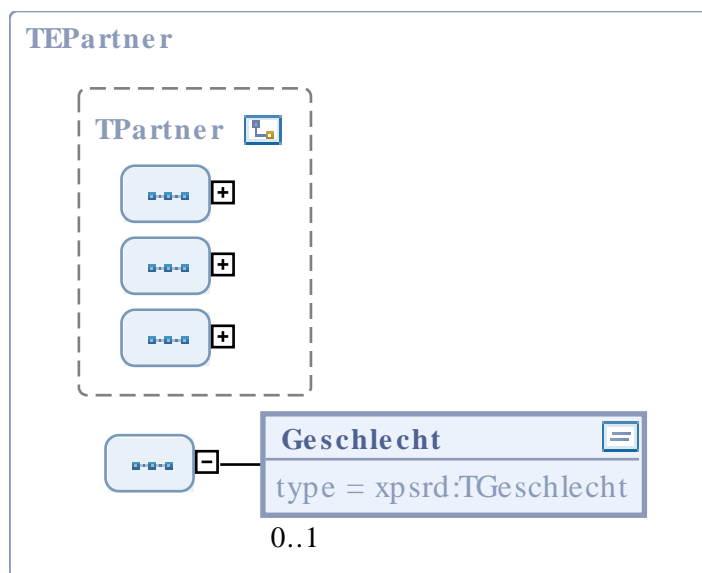 TEPartner
TPartner
Geschlecht
type = xpsrd:TGeschlecht
0..1